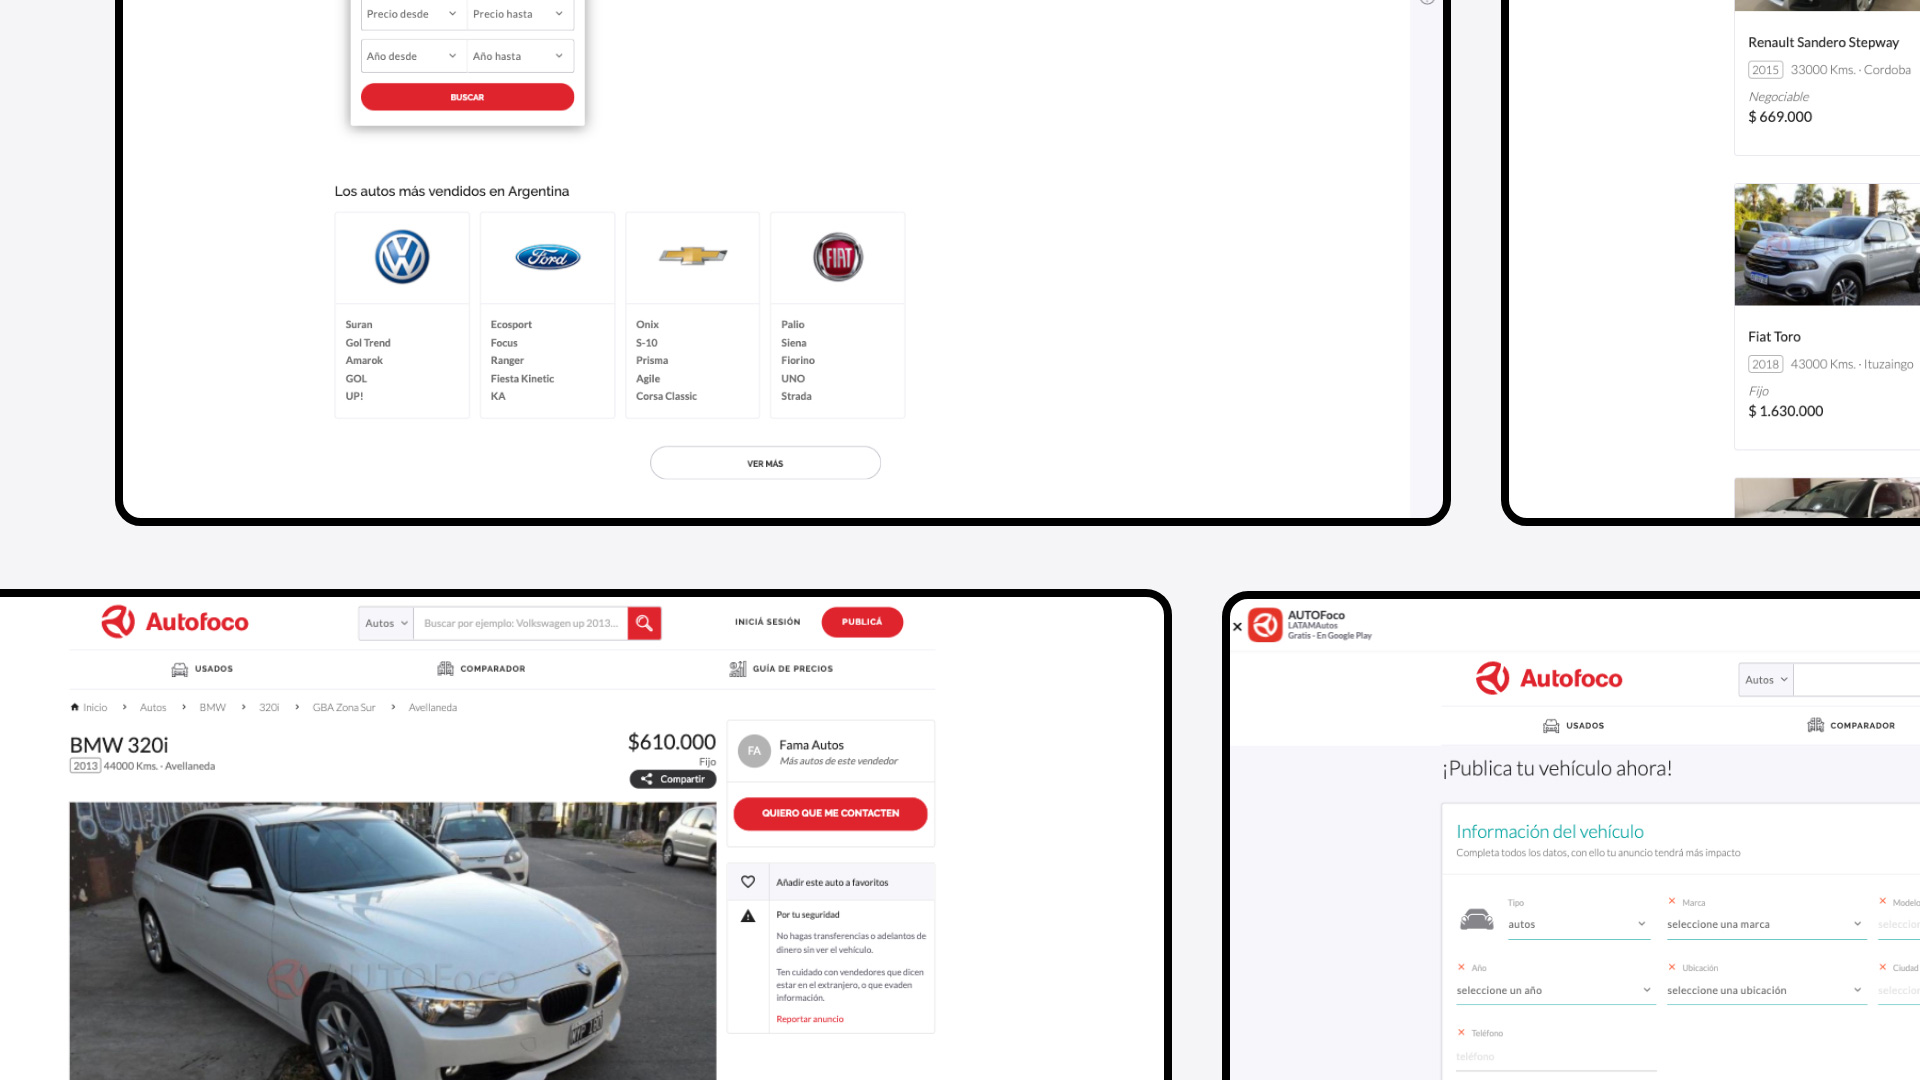 Precio desde Precio hasta
Año desde Año hasta
BUSCAR
Los autos más vendidos en Argentina
Ford
FIAT
Suran
Gol Trend
Amarok
GOL
UP!
Ecosport
Focus
Ranger
Fiesta Kinetic
KA
Onix
S-10
Prisma
Agile
Corsa Classic
Palio
Siena
Fiorino
UNO
Strada
VER MÁS
Renault Sandero Stepway
2015 33000 Kms. · Cordoba
Negociable
$ 669.000
Fiat Toro
2018 43000 Kms. · Ituzaingo
Fijo
$ 1.630.000
Autofoco
Autos Buscar por ejemplo: Volkswagen up 2013...
INICIÁ SESIÓN
PUBLICÁ
USADOS
COMPARADOR
GUÍA DE PRECIOS
Inicio > Autos > BMW > 320i > GBA Zona Sur > Avellaneda
BMW 320i
2013 44000 Kms. · Avellaneda
$610.000
Fijo
Compartir
AUTOFoco
FA
Fama Autos
Más autos de este vendedor
QUIERO QUE ME CONTACTEN
Añadir este auto a favoritos
Por tu seguridad
No hagas transferencias o adelantos de
dinero sin ver el vehículo.
Ten cuidado con vendedores que dicen
estar en el extranjero, o que evaden
información.
Reportar anuncio
AUTOFoco
LATAMAutos
Gratis - En Google Play
Autofoco
Autos
USADOS
COMPARADOR
¡Publica tu vehículo ahora!
Información del vehículo
Completa todos los datos, con ello tu anuncio tendrá más impacto
Tipo
autos
Marca
seleccione una marca
Modelo
Año
seleccione un año
Ubicación
seleccione una ubicación
Ciudad
Teléfono
teléfono